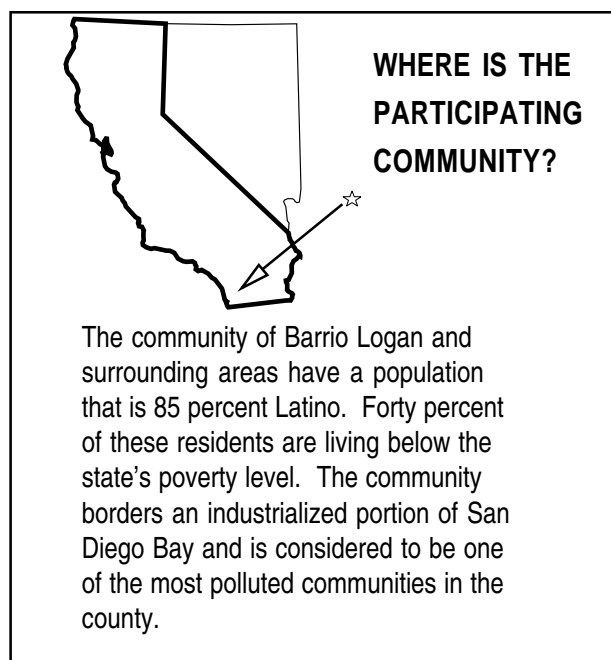 WHERE IS THE
PARTICIPATING
COMMUNITY?
The community of Barrio Logan and
surrounding areas have a population
that is 85 percent Latino.  Forty percent
of these residents are living below the
state's poverty level.  The community
borders an industrialized portion of San
Diego Bay and is considered to be one
of the most polluted communities in the
county.